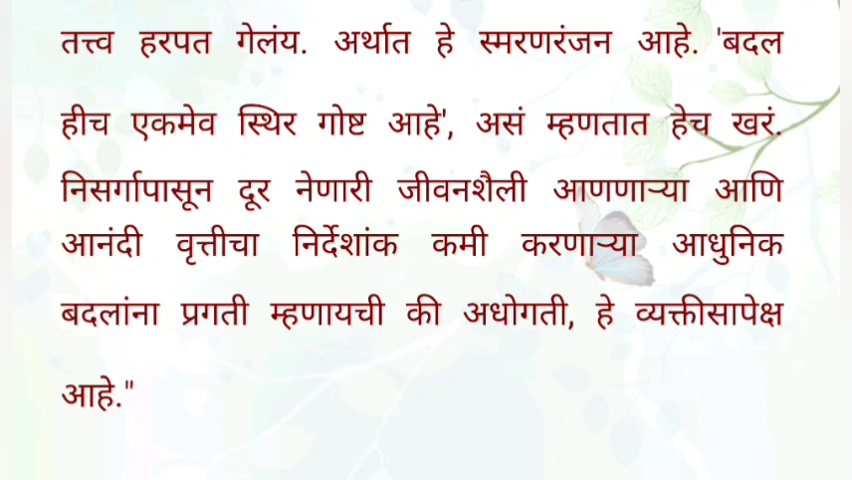 तत्त्व हरपत गेलंय. अर्थात हे स्मरणरंजन आहे. 'बदल
हीच एकमेव स्थिर गोष्ट आहे', असं म्हणतात हेच खरं.
निसर्गापासून दूर नेणारी जीवनशैली आणणाऱ्या आणि
आनंदी वृत्तीचा निर्देशांक कमी करणाऱ्या आधुनिक
बदलांना प्रगती म्हणायची की अधोगती, हे व्यक्तीसापेक्ष
आहे."